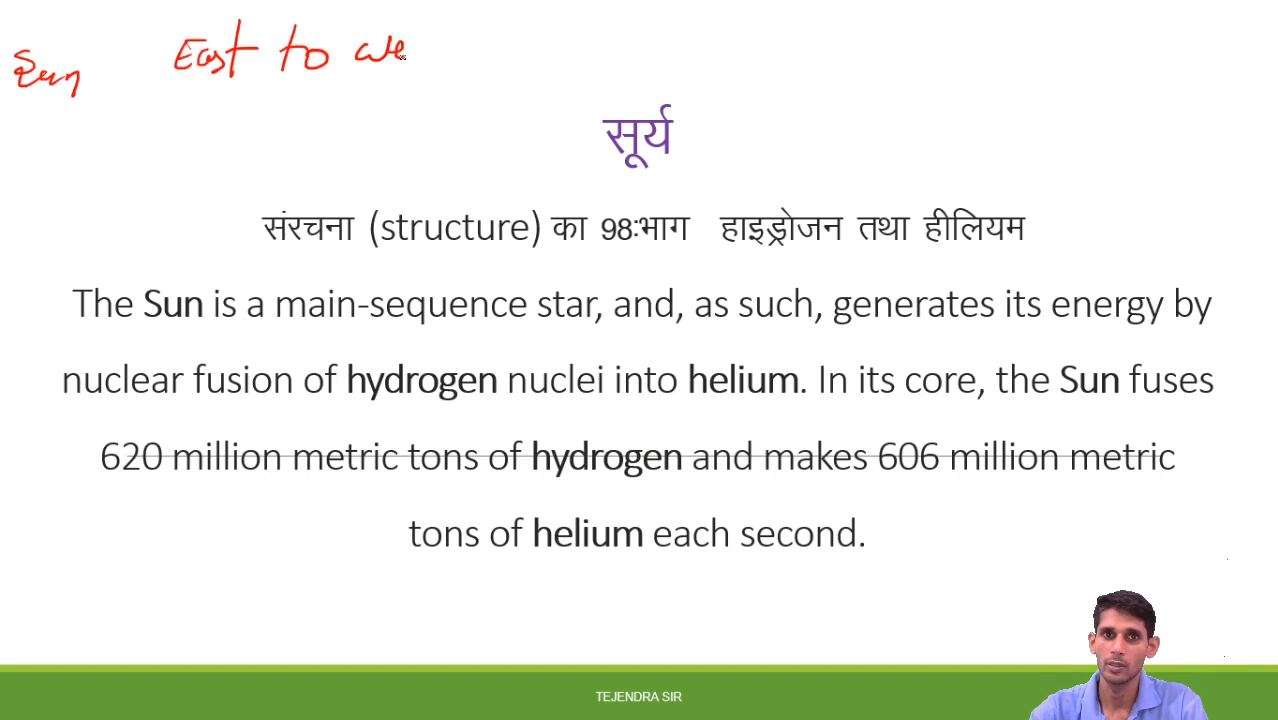 Sun East to we
सूर्य
संरचना (structure) का 98:भाग हाइड्रोजन तथा हीलियम
The Sun is a main-sequence star, and, as such, generates its energy by
nuclear fusion of hydrogen nuclei into helium. In its core, the Sun fuses
620 million metric tons of hydrogen and makes 606 million metric
tons of helium each second.
TEJENDRA SIR